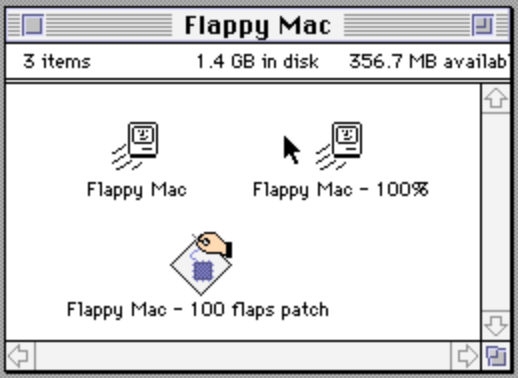 Flappy Mac
3 items 1.4 GB in disk 356.7 MB availab
Flappy Mac Flappy Mac - 100%
Flappy Mac - 100 flaps patch